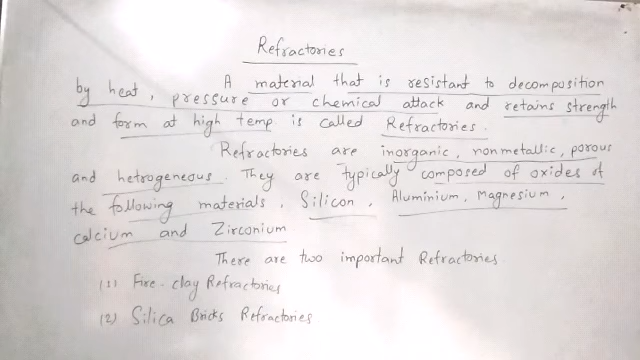 Refractories
A material that is resistant to decomposition
by heat, pressure or chemical attack and retains strength
and form at high temp is called Refractories.
Refractories are inorganic, nonmetallic, porous
and hetrogeneous. They are typically composed of oxides of
the following materials, Silicon, Aluminium, Magnesium,
calcium and Zirconium
There are two important Refractories
(1) Fire-clay Refractories
(2) Silica Bricks Refractories